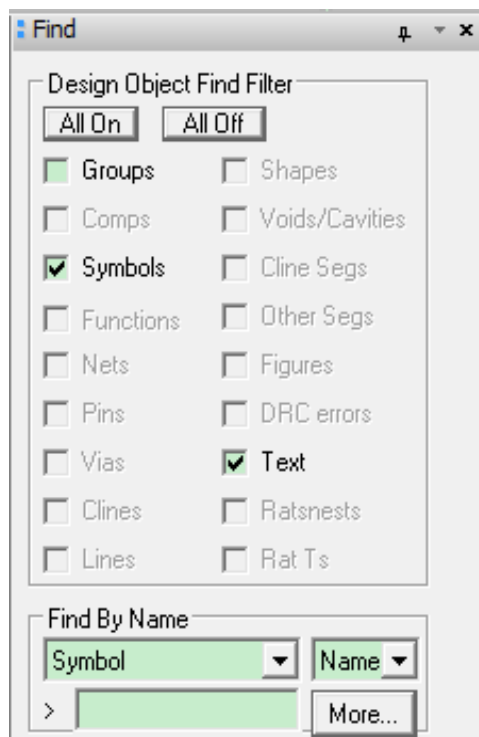 Find
Design Object Find Filter
All On All Off
Groups Shapes
Comps Voids/Cavities
Symbols Cline Segs
Functions Other Segs
Nets Figures
Pins DRC errors
Vias Text
Clines Ratsnests
Lines Rat Ts
Find By Name
Symbol Name
> More...